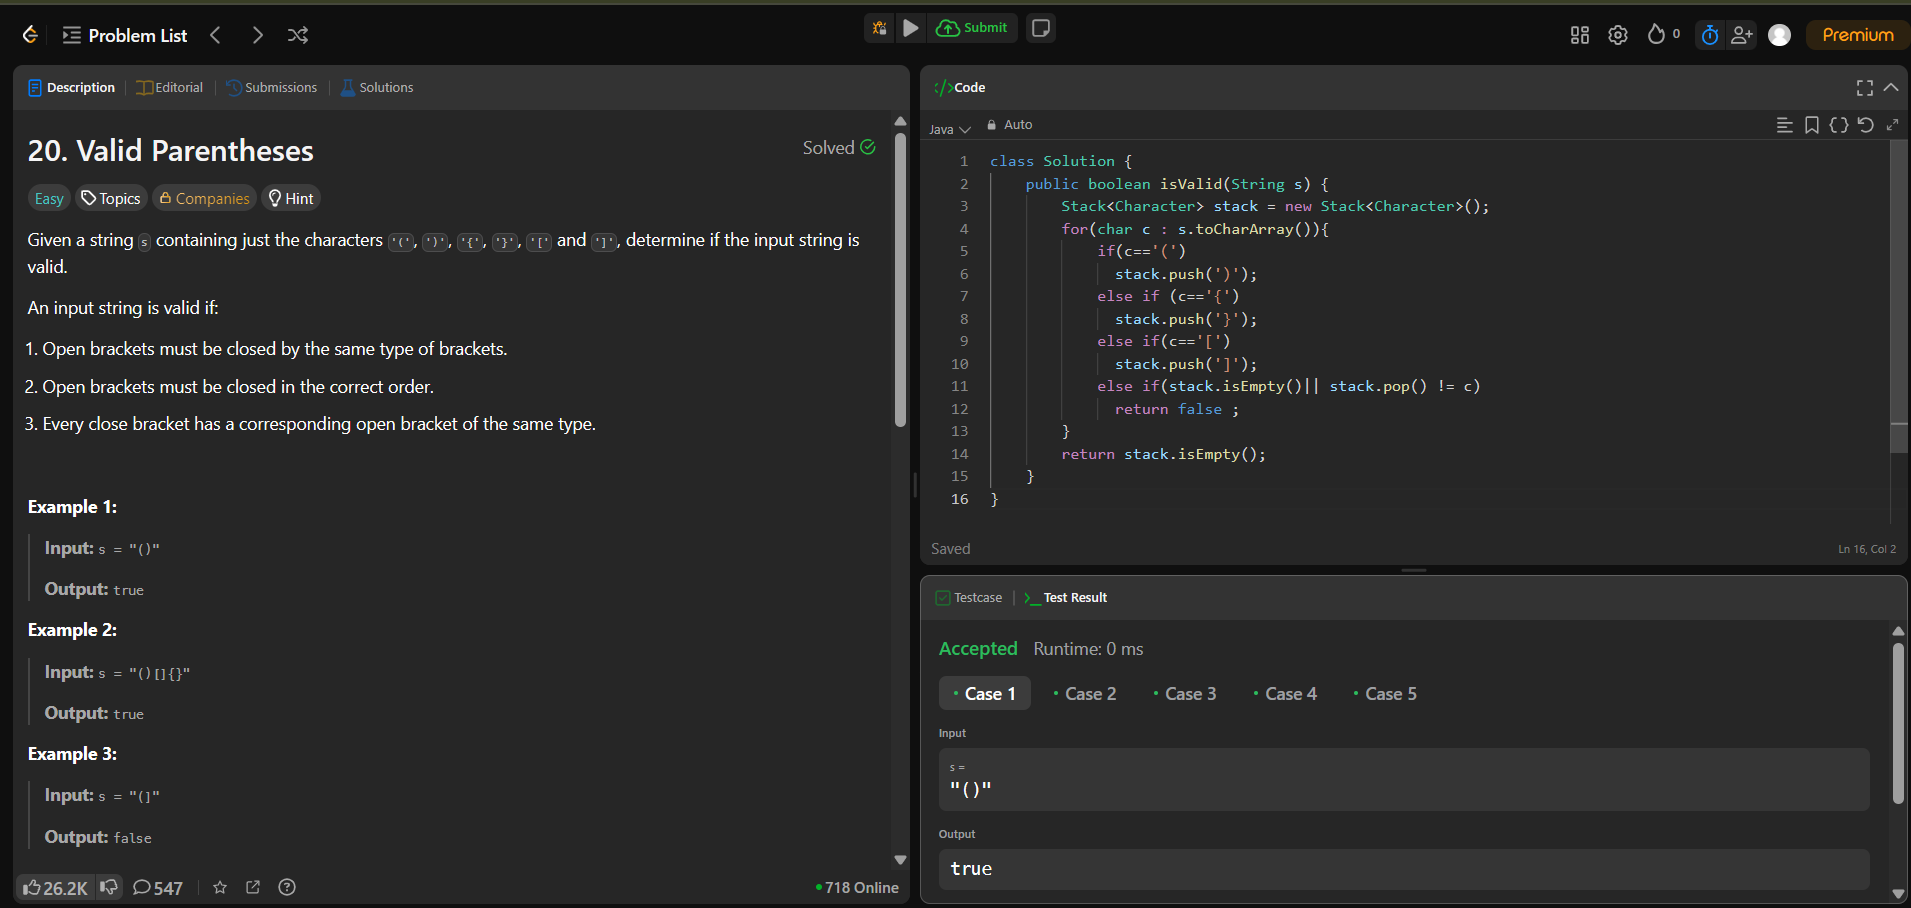 Problem List
Submit
0
Premium
Description
Editorial
Submissions
Solutions
20. Valid Parentheses
Solved
Easy
Topics
Companies
Hint
Given a string s containing just the characters '(', ')', '{', '}', '[' and ']', determine if the input string is
valid.
An input string is valid if:
1. Open brackets must be closed by the same type of brackets.
2. Open brackets must be closed in the correct order.
3. Every close bracket has a corresponding open bracket of the same type.
Example 1:
Input: s = "()"
Output: true
Example 2:
Input: s = "()[]{}"
Output: true
Example 3:
Input: s = "(]"
Output: false
26.2K
547
718 Online
</>Code
Java
Auto
1 class Solution {
2 public boolean isValid(String s) {
3 Stack<Character> stack = new Stack<Character>();
4 for(char c : s.toCharArray()){
5 if(c=='(')
6 stack.push(')');
7 else if (c=='{')
8 stack.push('}');
9 else if(c=='[')
10 stack.push(']');
11 else if(stack.isEmpty()|| stack.pop() != c)
12 return false ;
13 }
14 return stack.isEmpty();
15 }
16 }
Saved
Ln 16, Col 2
Testcase
>_ Test Result
Accepted Runtime: 0 ms
Case 1
Case 2
Case 3
Case 4
Case 5
Input
s =
"()"
Output
true